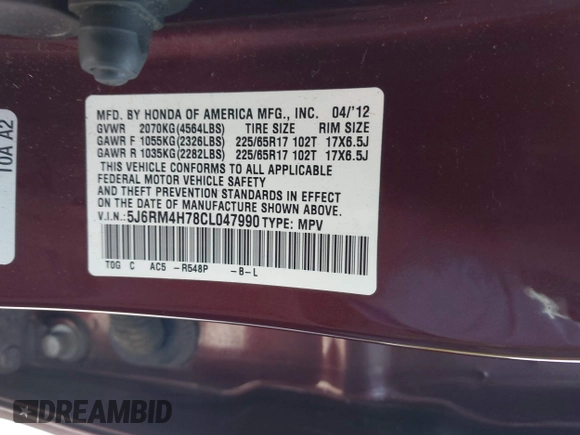 MFD. BY HONDA OF AMERICA MFG., INC. 04/'12
GVWR 2070KG(4564LBS) TIRE SIZE RIM SIZE
GAWR F 1055KG(2326LBS) 225/65R17 102T 17X6.5J
GAWR R 1035KG(2282LBS) 225/65R17 102T 17X6.5J
THIS VEHICLE CONFORMS TO ALL APPLICABLE
FEDERAL MOTOR VEHICLE SAFETY AND
THEFT PREVENTION STANDARDS IN EFFECT
ON THE DATE OF MANUFACTURE SHOWN ABOVE.
V.I.N.: 5J6RM4H78CL047990 TYPE: MPV
TOG C AC5 -R548P -B-L
10A A2
DREAMBID